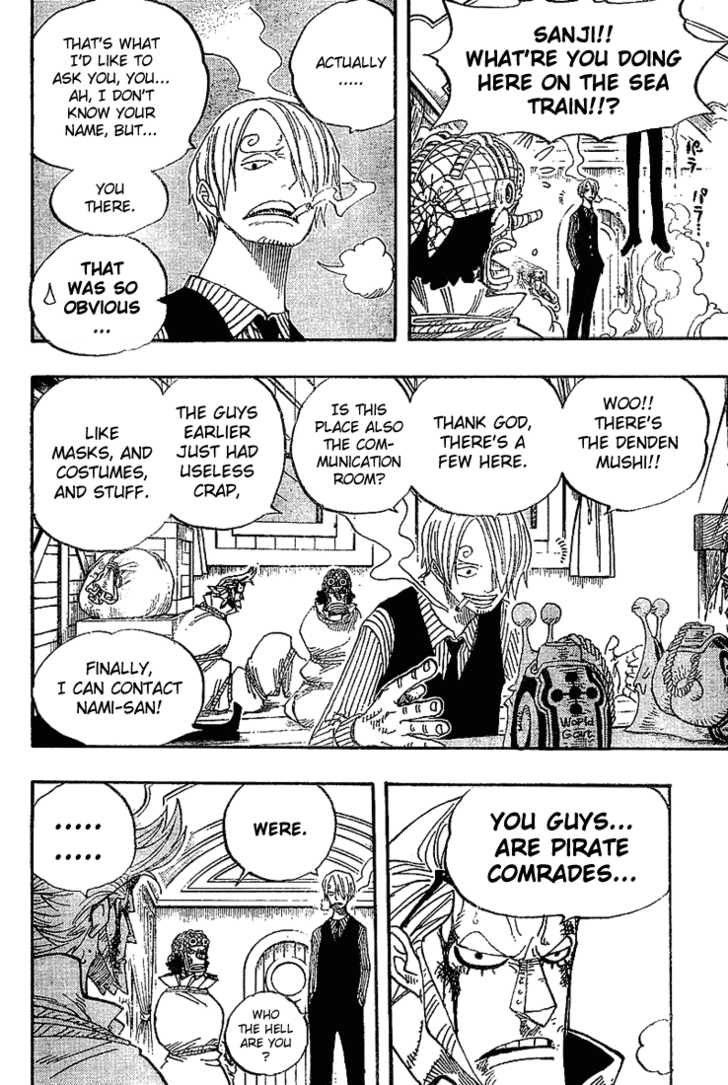 SANJI!!
WHAT'RE YOU DOING
HERE ON THE SEA
TRAIN!!?
パラ
パラ...
ACTUALLY
.....
THAT'S WHAT
I'D LIKE TO
ASK YOU, YOU...
AH, I DON'T
KNOW YOUR
NAME, BUT...
YOU
THERE.
THAT
WAS SO
OBVIOUS
...
WOO!!
THERE'S
THE DENDEN
MUSHI!!
THANK GOD,
THERE'S A
FEW HERE.
IS THIS
PLACE ALSO
THE COM-
MUNICATION
ROOM?
THE GUYS
EARLIER
JUST HAD
USELESS
CRAP,
LIKE
MASKS, AND
COSTUMES,
AND STUFF.
FINALLY,
I CAN CONTACT
NAMI-SAN!
World
Govt.
YOU GUYS...
ARE PIRATE
COMRADES...
WERE.
.....
.....
WHO
THE HELL
ARE YOU
?